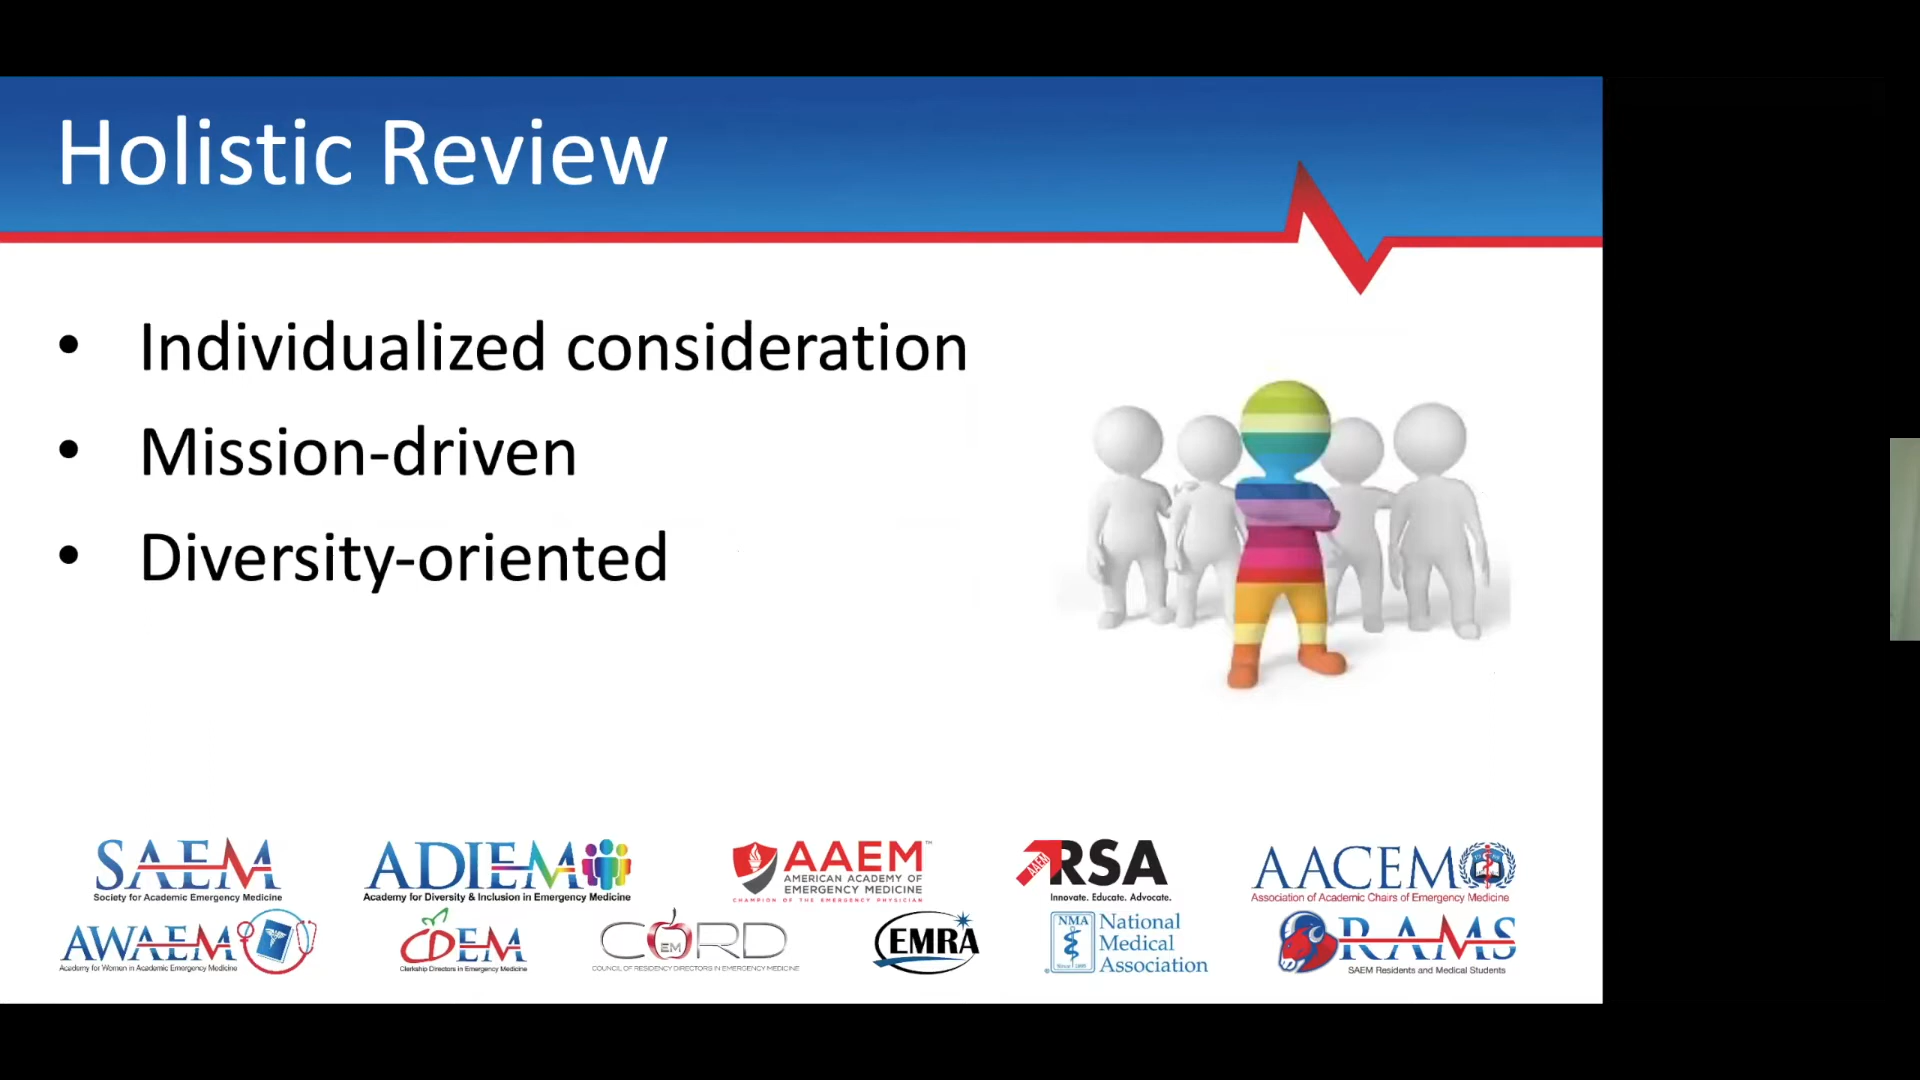 Holistic Review
• Individualized consideration
• Mission-driven
• Diversity-oriented
SAEM
Society for Academic Emergency Medicine
ADIEM
Academy for Diversity & Inclusion in Emergency Medicine
AAEM™
AMERICAN ACADEMY OF
EMERGENCY MEDICINE
CHAMPION OF THE EMERGENCY PHYSICIAN
AAEM
RSA
Innovate. Educate. Advocate.
AACEM
Association of Academic Chairs of Emergency Medicine
AWAEM
Academy for Women in Academic Emergency Medicine
CDEM
Clerkship Directors in Emergency Medicine
CORD
EM
COUNCIL OF RESIDENCY DIRECTORS IN EMERGENCY MEDICINE
EMRA
NMA
Since 1895
National
Medical
Association
RAMS
SAEM Residents and Medical Students